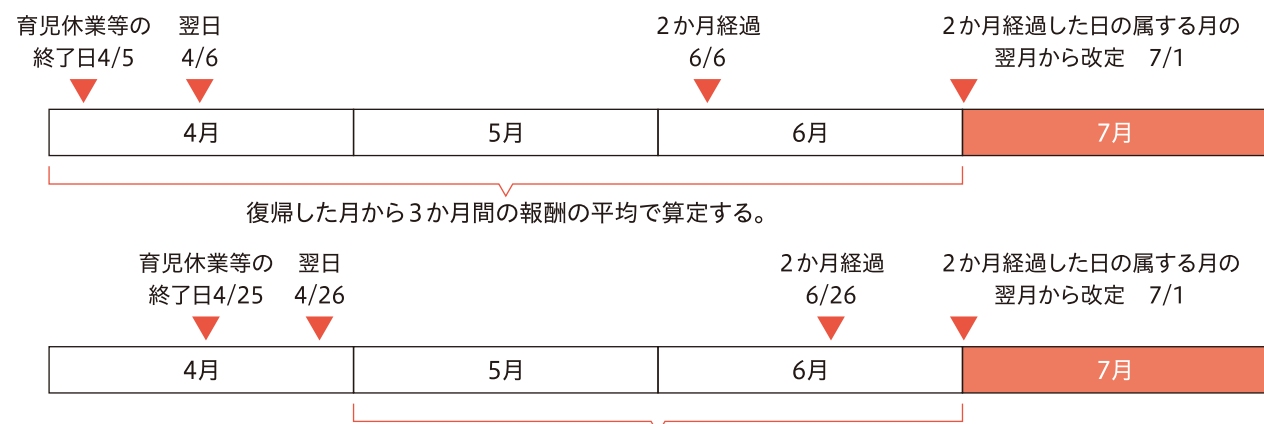 育児休業等の
終了日4/5
翌日
4/6
2か月経過
6/6
2か月経過した日の属する月の
翌月から改定　7/1
4月
5月
6月
7月
復帰した月から3か月間の報酬の平均で算定する。
育児休業等の
終了日4/25
翌日
4/26
2か月経過
6/26
2か月経過した日の属する月の
翌月から改定　7/1
4月
5月
6月
7月